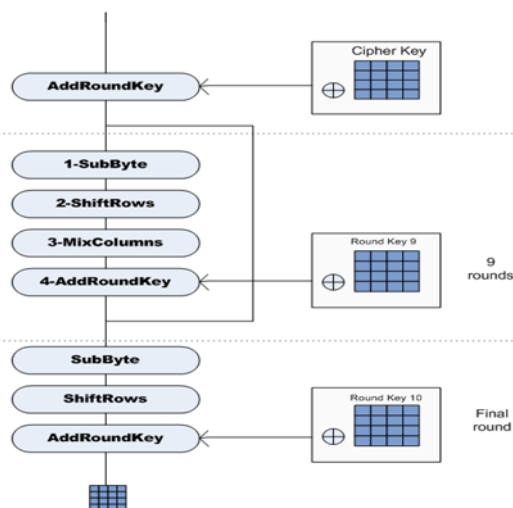 Cipher Key
AddRoundKey
1-SubByte
2-ShiftRows
3-MixColumns
Round Key 9
4-AddRoundKey
9
rounds
SubByte
ShiftRows
Round Key 10
AddRoundKey
Final
round